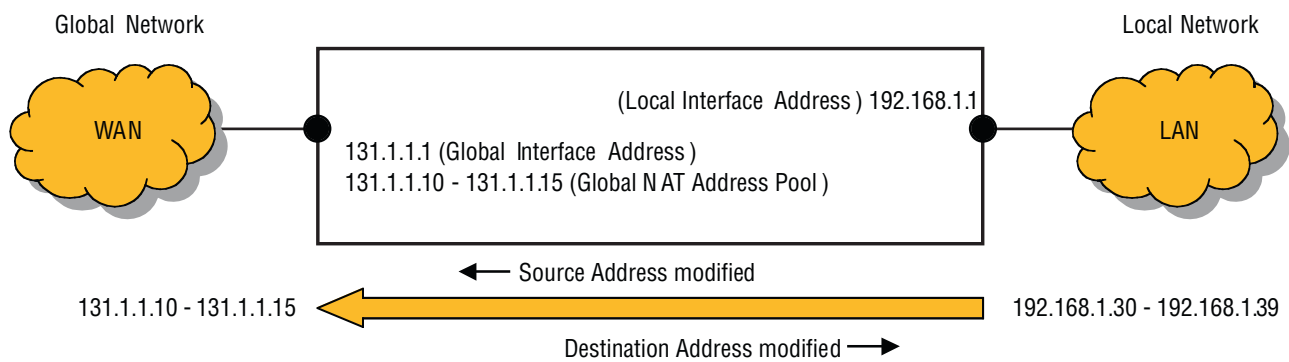 Global Network
Local Network
WAN
(Local Interface Address) 192.168.1.1
LAN
131.1.1.1 (Global Interface Address)
131.1.1.10 - 131.1.1.15 (Global NAT Address Pool)
Source Address modified
131.1.1.10 - 131.1.1.15
192.168.1.30 - 192.168.1.39
Destination Address modified